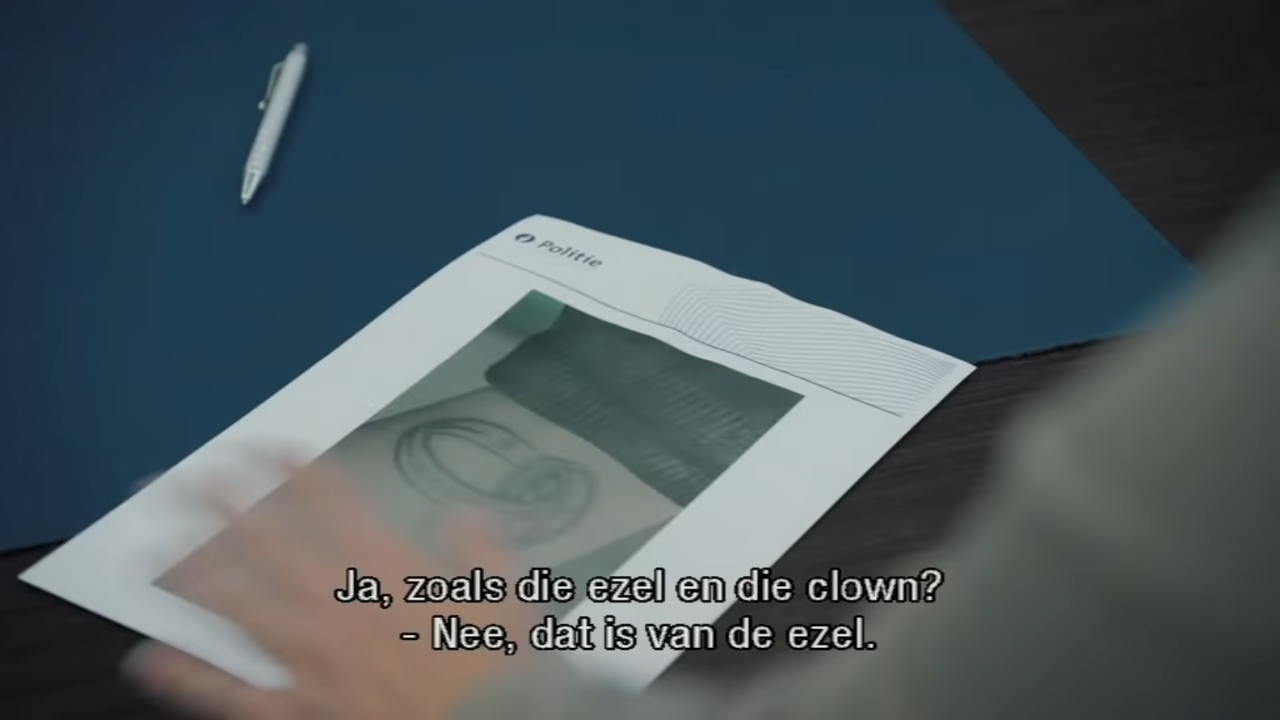 Politie
Ja, zoals die ezel en die clown?
- Nee, dat is van de ezel.